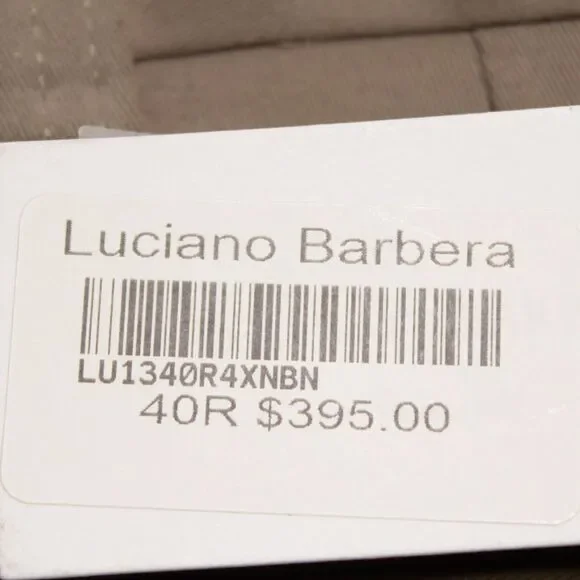 Luciano Barbera
LU1340R4XNBN
40R $395.00